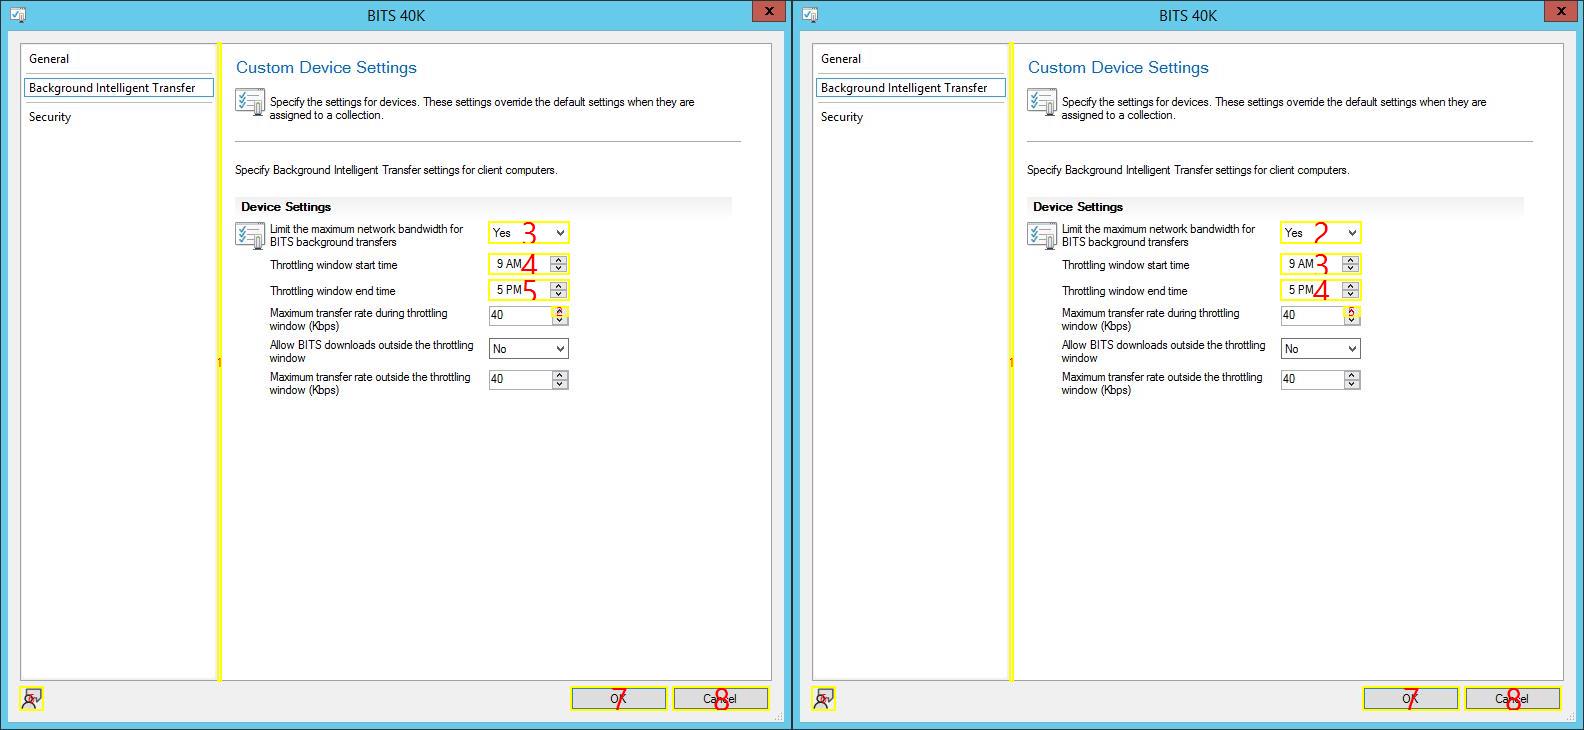 BITS 40K
x
General
Background Intelligent Transfer
Security
Custom Device Settings
Specify the settings for devices. These settings override the default settings when they are
assigned to a collection.
Specify Background Intelligent Transfer settings for client computers.
Device Settings
Limit the maximum network bandwidth for
BITS background transfers
Yes 3
Throttling window start time
9 AM 4
Throttling window end time
5 PM 5
Maximum transfer rate during throttling
window (Kbps)
40
Allow BITS downloads outside the throttling
window
No
1
Maximum transfer rate outside the throttling
window (Kbps)
40
OK 7
Cancel 8
BITS 40K
x
General
Background Intelligent Transfer
Security
Custom Device Settings
Specify the settings for devices. These settings override the default settings when they are
assigned to a collection.
Specify Background Intelligent Transfer settings for client computers.
Device Settings
Limit the maximum network bandwidth for
BITS background transfers
Yes 2
Throttling window start time
9 AM 3
Throttling window end time
5 PM 4
Maximum transfer rate during throttling
window (Kbps)
40
Allow BITS downloads outside the throttling
window
No
1
Maximum transfer rate outside the throttling
window (Kbps)
40
OK 7
Cancel 8